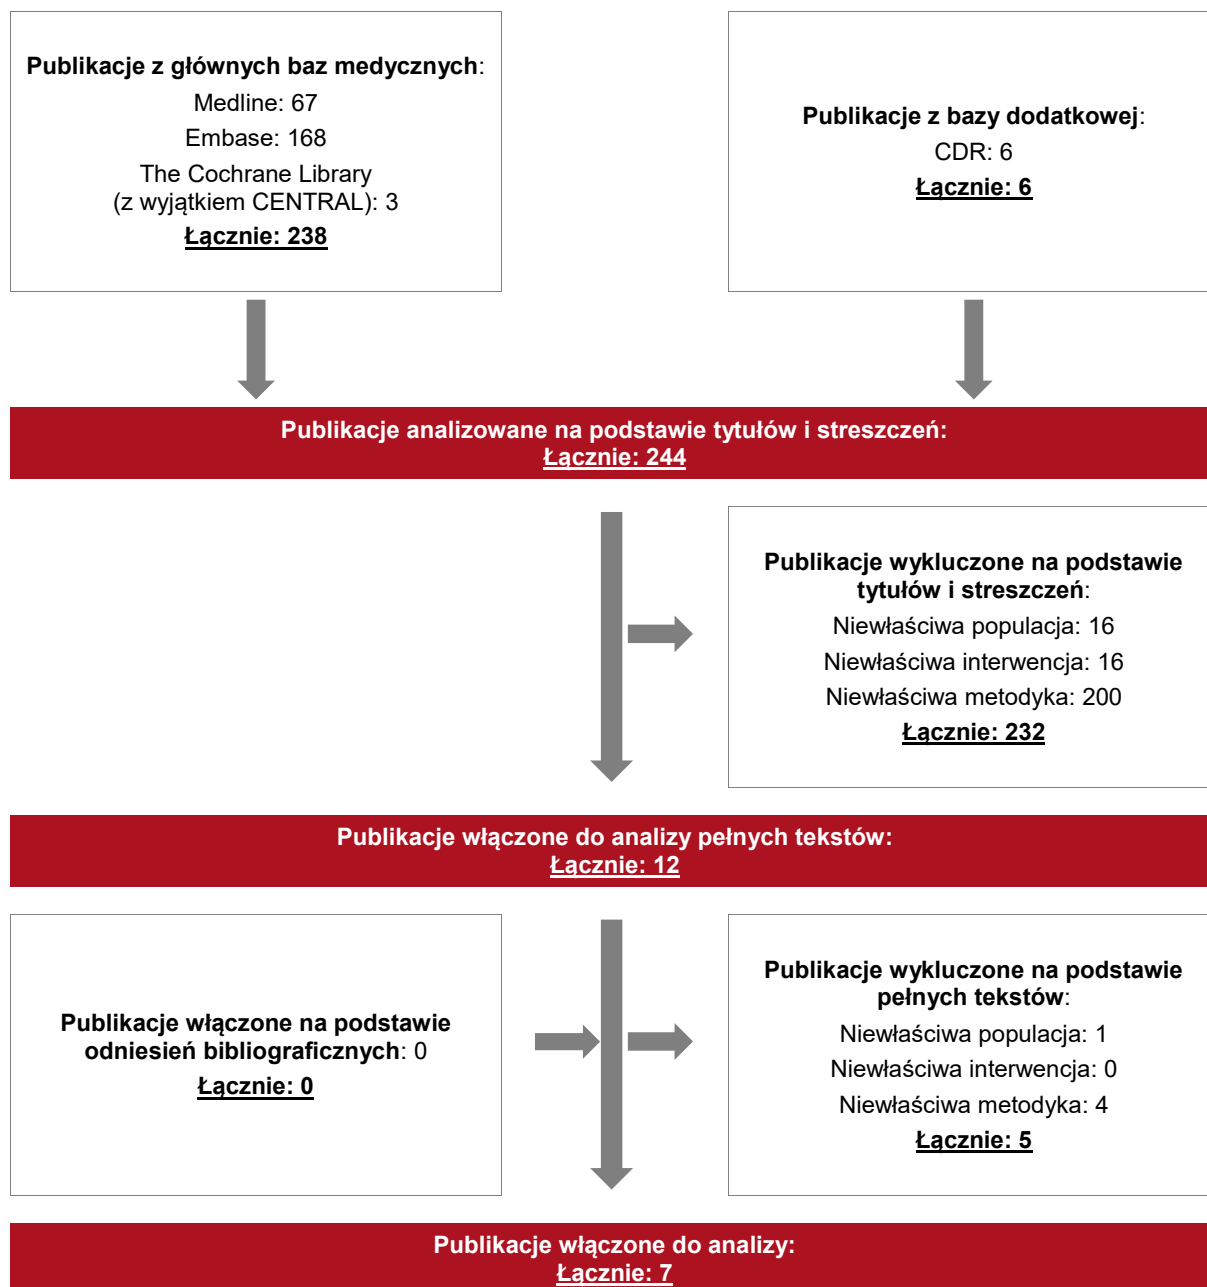 Publikacje z głównych baz medycznych:
Medline: 67
Embase: 168
The Cochrane Library
(z wyjątkiem CENTRAL): 3
Łącznie: 238
Publikacje z bazy dodatkowej:
CDR: 6
Łącznie: 6
Publikacje analizowane na podstawie tytułów i streszczeń:
Łącznie: 244
Publikacje wykluczone na podstawie
tytułów i streszczeń:
Niewłaściwa populacja: 16
Niewłaściwa interwencja: 16
Niewłaściwa metodyka: 200
Łącznie: 232
Publikacje włączone do analizy pełnych tekstów:
Łącznie: 12
Publikacje włączone na podstawie
odniesień bibliograficznych: 0
Łącznie: 0
Publikacje wykluczone na podstawie
pełnych tekstów:
Niewłaściwa populacja: 1
Niewłaściwa interwencja: 0
Niewłaściwa metodyka: 4
Łącznie: 5
Publikacje włączone do analizy:
Łącznie: 7